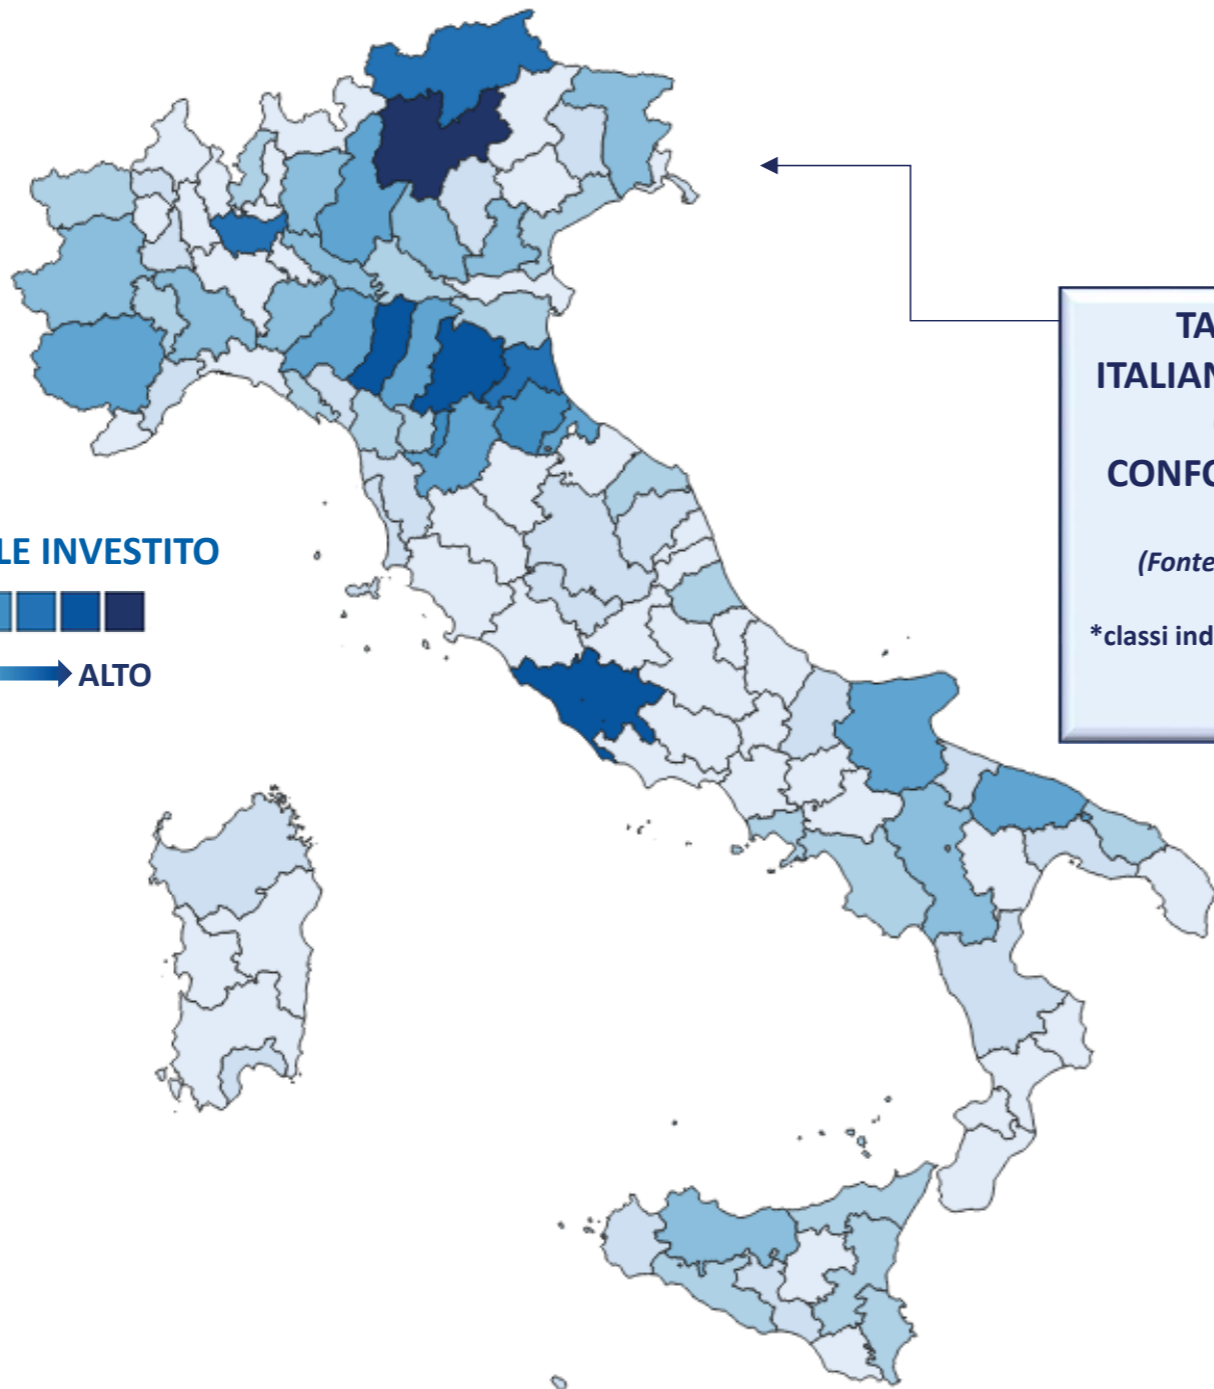 LE INVESTITO
ALTO
TA
ITALIAN
CONFO
(Fonte
*classi ind